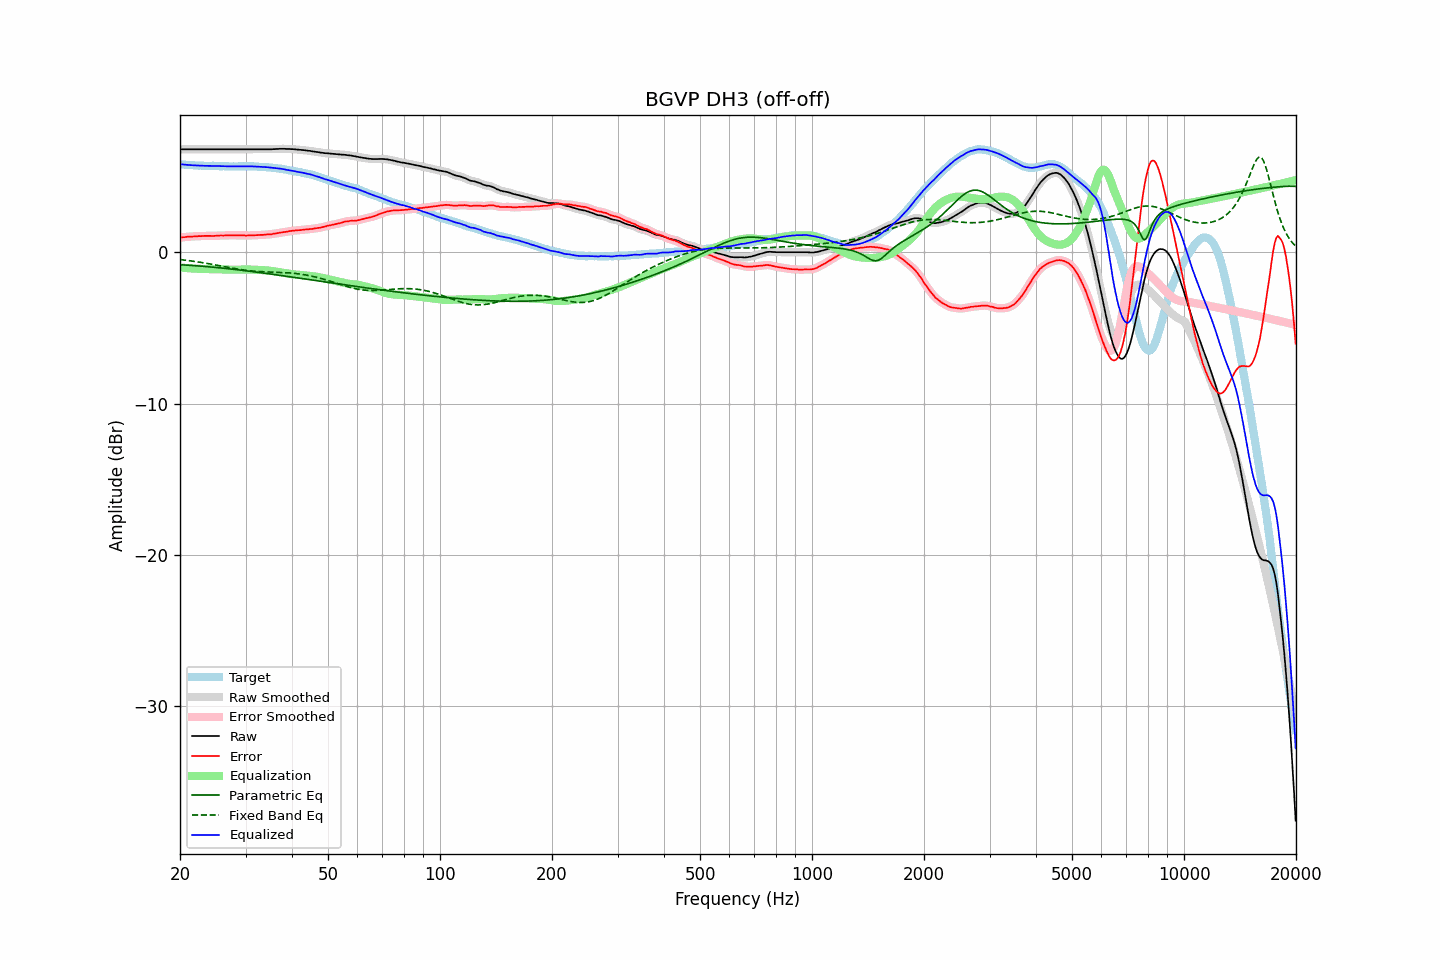 BGVP DH3 (off-off)
Amplitude (dBr)
0
−10
−20
−30
Target
Raw Smoothed
Error Smoothed
Raw
Error
Equalization
Parametric Eq
Fixed Band Eq
Equalized
20 50 100 200 500 1000 2000 5000 10000 20000
Frequency (Hz)